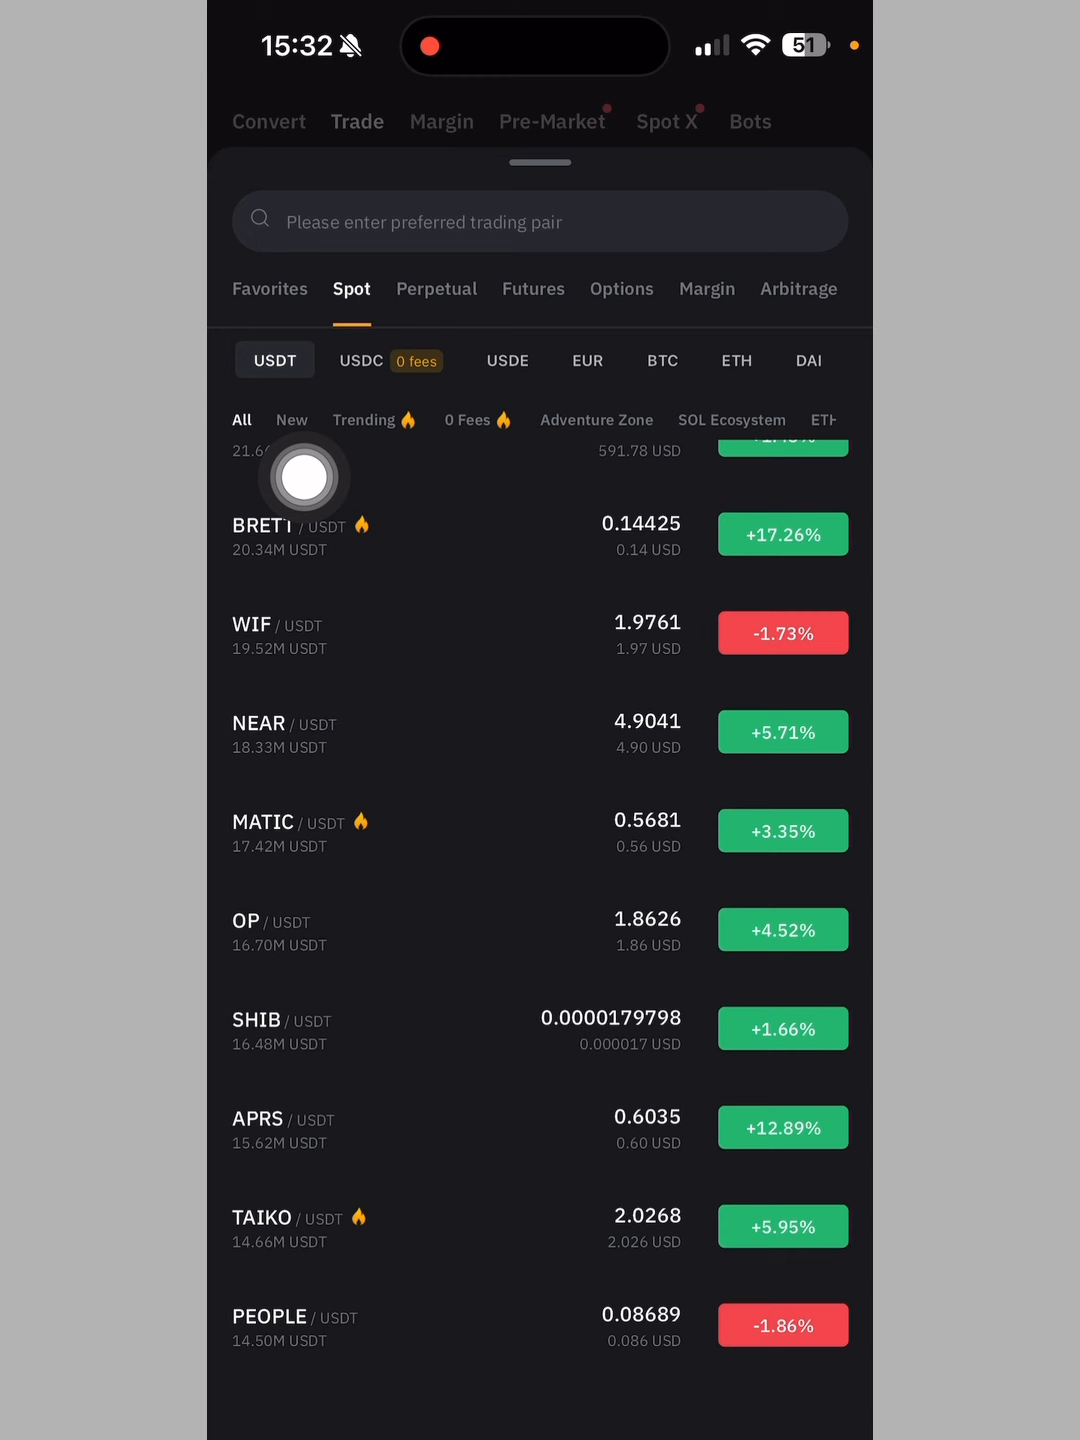 15:32 51
Convert Trade Margin Pre-Market Spot X Bots
Please enter preferred trading pair
Favorites Spot Perpetual Futures Options Margin Arbitrage
USDT USDC 0 fees USDE EUR BTC ETH DAI
All New Trending 0 Fees Adventure Zone SOL Ecosystem ETH
591.78 USD
BRETT / USDT 0.14425 +17.26%
20.34M USDT 0.14 USD
WIF / USDT 1.9761 -1.73%
19.52M USDT 1.97 USD
NEAR / USDT 4.9041 +5.71%
18.33M USDT 4.90 USD
MATIC / USDT 0.5681 +3.35%
17.42M USDT 0.56 USD
OP / USDT 1.8626 +4.52%
16.70M USDT 1.86 USD
SHIB / USDT 0.0000179798 +1.66%
16.48M USDT 0.000017 USD
APRS / USDT 0.6035 +12.89%
15.62M USDT 0.60 USD
TAIKO / USDT 2.0268 +5.95%
14.66M USDT 2.026 USD
PEOPLE / USDT 0.08689 -1.86%
14.50M USDT 0.086 USD